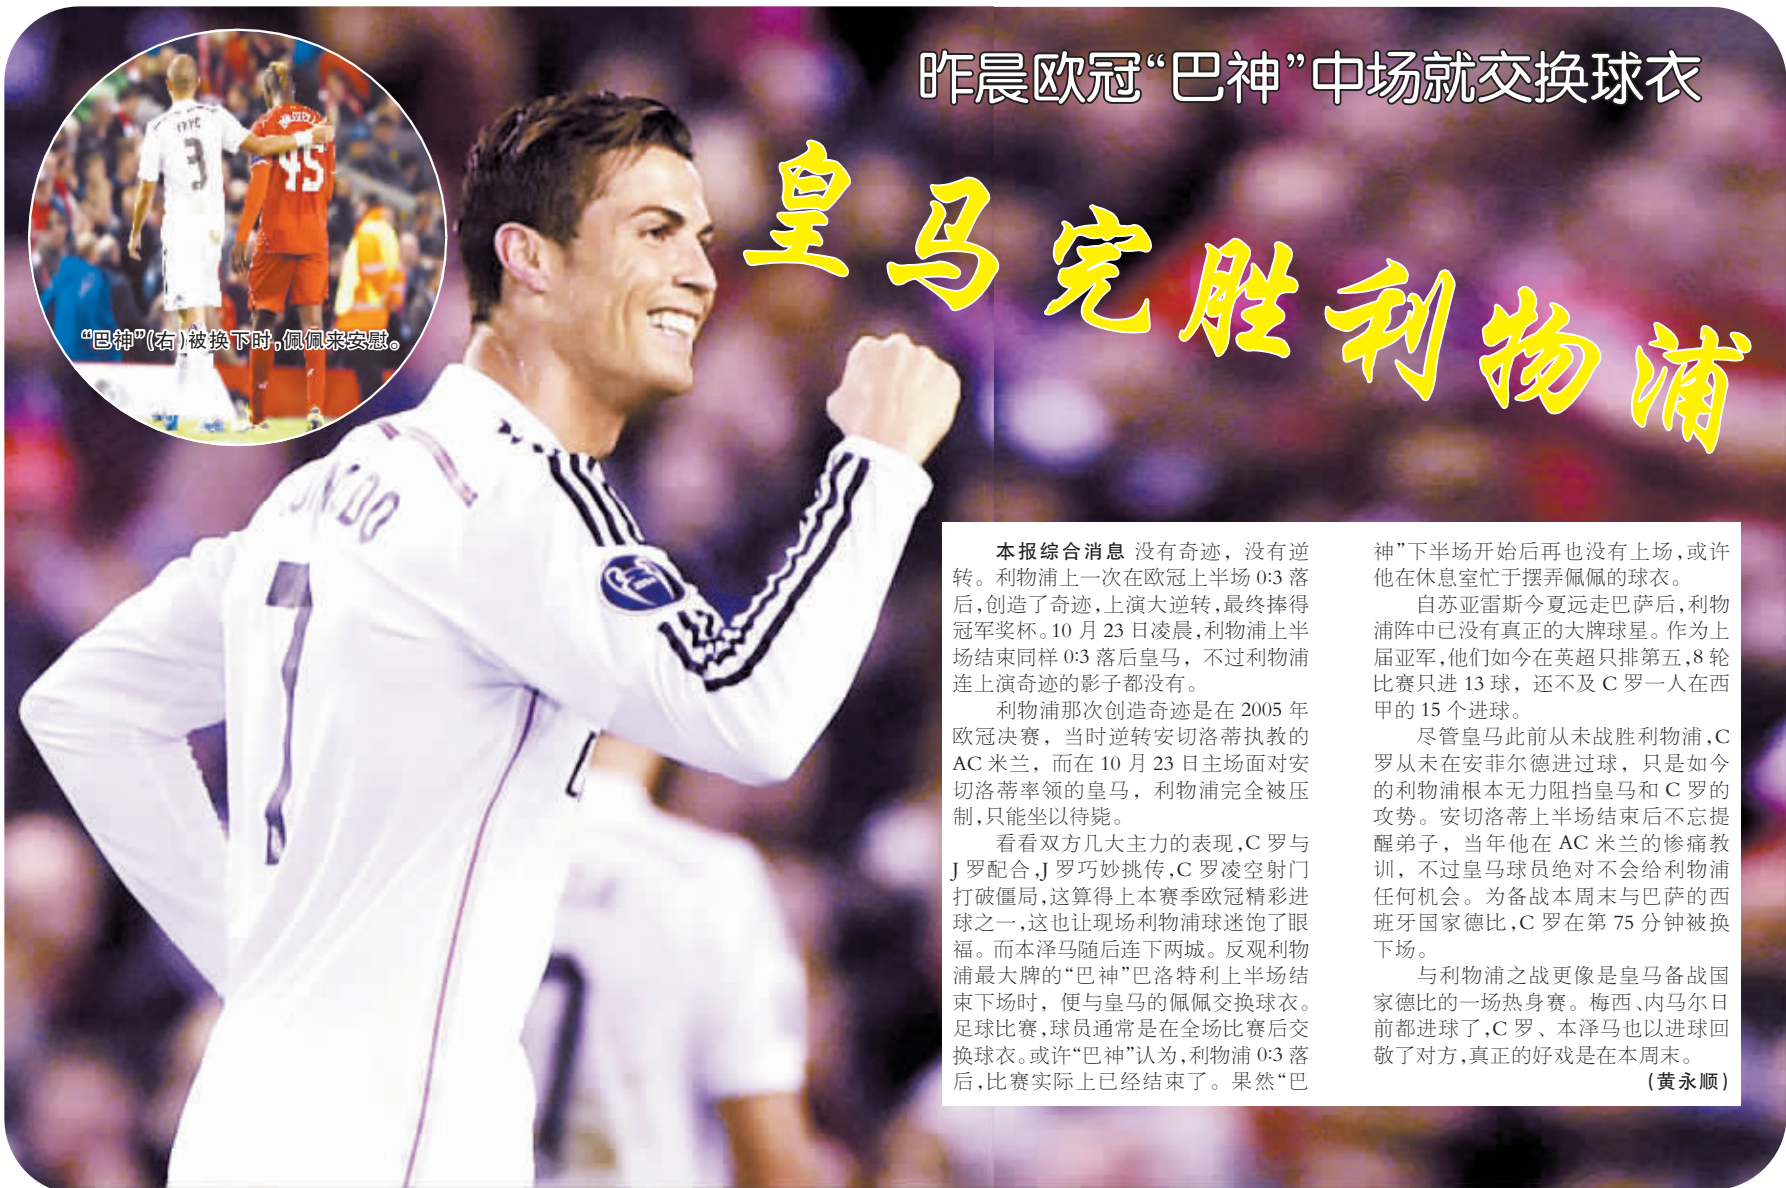 昨晨欧冠“巴神”中场就交换球衣
皇马完胜利物浦
3
45
“巴神”(右)被换下时,佩佩来安慰。
7
本报综合消息 没有奇迹，没有逆
转。利物浦上一次在欧冠上半场 0:3 落
后,创造了奇迹,上演大逆转,最终捧得
冠军奖杯。10 月 23 日凌晨,利物浦上半
场结束同样 0:3 落后皇马，不过利物浦
连上演奇迹的影子都没有。
利物浦那次创造奇迹是在 2005 年
欧冠决赛，当时逆转安切洛蒂执教的
AC 米兰，而在 10 月 23 日主场面对安
切洛蒂率领的皇马，利物浦完全被压
制,只能坐以待毙。
看看双方几大主力的表现,C 罗与
J 罗配合,J 罗巧妙挑传,C 罗凌空射门
打破僵局,这算得上本赛季欧冠精彩进
球之一,这也让现场利物浦球迷饱了眼
福。而本泽马随后连下两城。反观利物
浦最大牌的“巴神”巴洛特利上半场结
束下场时，便与皇马的佩佩交换球衣。
足球比赛,球员通常是在全场比赛后交
换球衣。或许“巴神”认为,利物浦 0:3 落
后,比赛实际上已经结束了。果然“巴
神”下半场开始后再也没有上场,或许
他在休息室忙于摆弄佩佩的球衣。
自苏亚雷斯今夏远走巴萨后,利物
浦阵中已没有真正的大牌球星。作为上
届亚军,他们如今在英超只排第五,8 轮
比赛只进 13 球，还不及 C 罗一人在西
甲的 15 个进球。
尽管皇马此前从未战胜利物浦,C
罗从未在安菲尔德进过球，只是如今
的利物浦根本无力阻挡皇马和 C 罗的
攻势。安切洛蒂上半场结束后不忘提
醒弟子，当年他在 AC 米兰的惨痛教
训，不过皇马球员绝对不会给利物浦
任何机会。为备战本周末与巴萨的西
班牙国家德比,C 罗在第 75 分钟被换
下场。
与利物浦之战更像是皇马备战国
家德比的一场热身赛。梅西、内马尔日
前都进球了,C 罗、本泽马也以进球回
敬了对方,真正的好戏是在本周末。
(黄永顺)